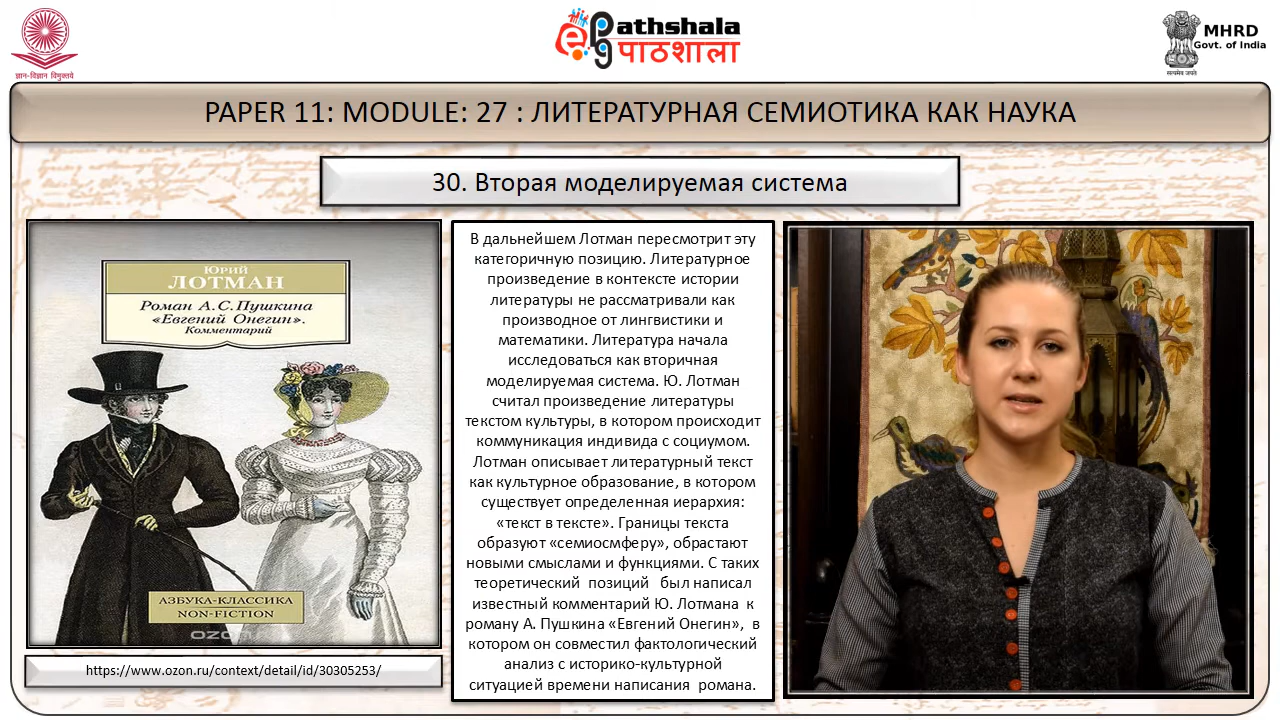 ज्ञान-विज्ञान विमुक्तये
ePathshala
पाठशाला
MHRD
Govt. of India
सत्यमेव जयते
PAPER 11: MODULE: 27 : ЛИТЕРАТУРНАЯ СЕМИОТИКА КАК НАУКА
30. Вторая моделируемая система
ЮРИЙ
ЛОТМАН
Роман А.С.Пушкина
«Евгений Онегин».
Комментарий
АЗБУКА-КЛАССИКА
NON-FICTION
ozon
https://www.ozon.ru/context/detail/id/30305253/
В дальнейшем Лотман пересмотрит эту
категоричную позицию. Литературное
произведение в контексте истории
литературы не рассматривали как
производное от лингвистики и
математики. Литература начала
исследоваться как вторичная
моделируемая система. Ю. Лотман
считал произведение литературы
текстом культуры, в котором происходит
коммуникация индивида с социумом.
Лотман описывает литературный текст
как культурное образование, в котором
существует определенная иерархия:
«текст в тексте». Границы текста
образуют «семиосмферу», обрастают
новыми смыслами и функциями. С таких
теоретический позиций был написал
известный комментарий Ю. Лотмана к
роману А. Пушкина «Евгений Онегин», в
котором он совместил фактологический
анализ с историко-культурной
ситуацией времени написания романа.